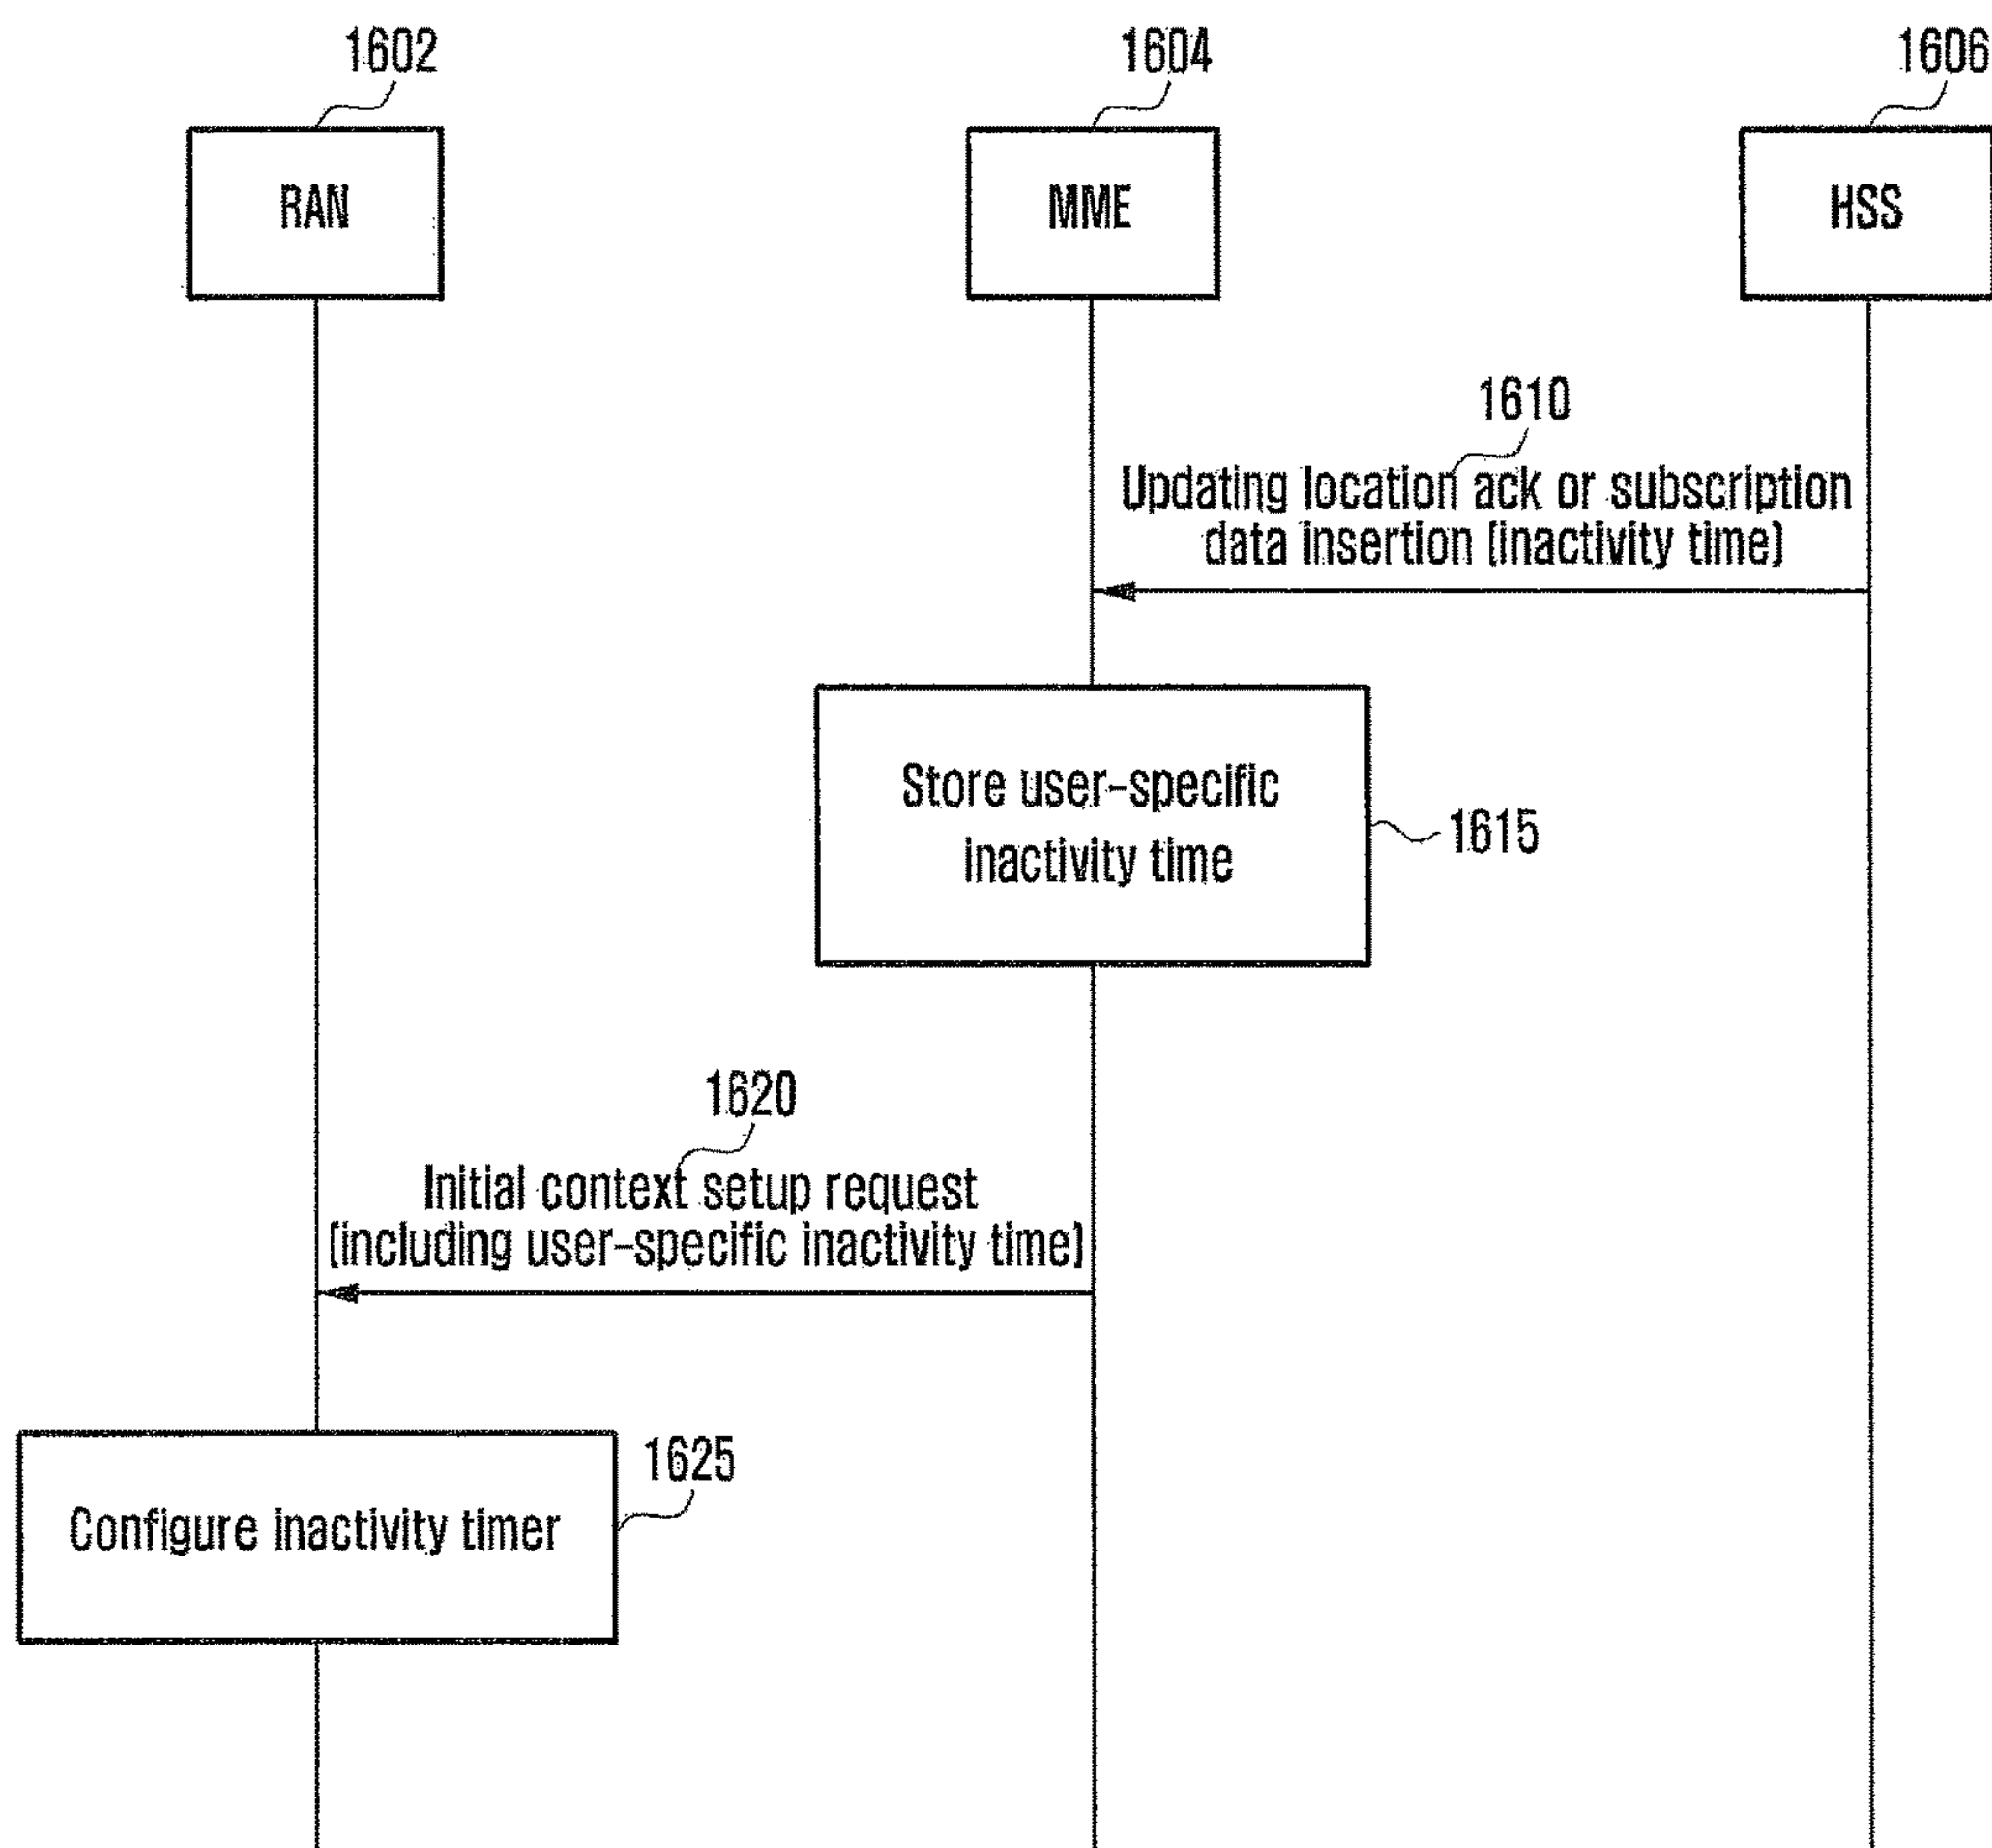 1602
1604
1606
RAN
MME
HSS
1610
Updating location ack or subscription
data insertion (inactivity time)
Store user-specific
inactivity time
1615
1620
Initial context setup request
(including user-specific inactivity time)
1625
Configure inactivity timer